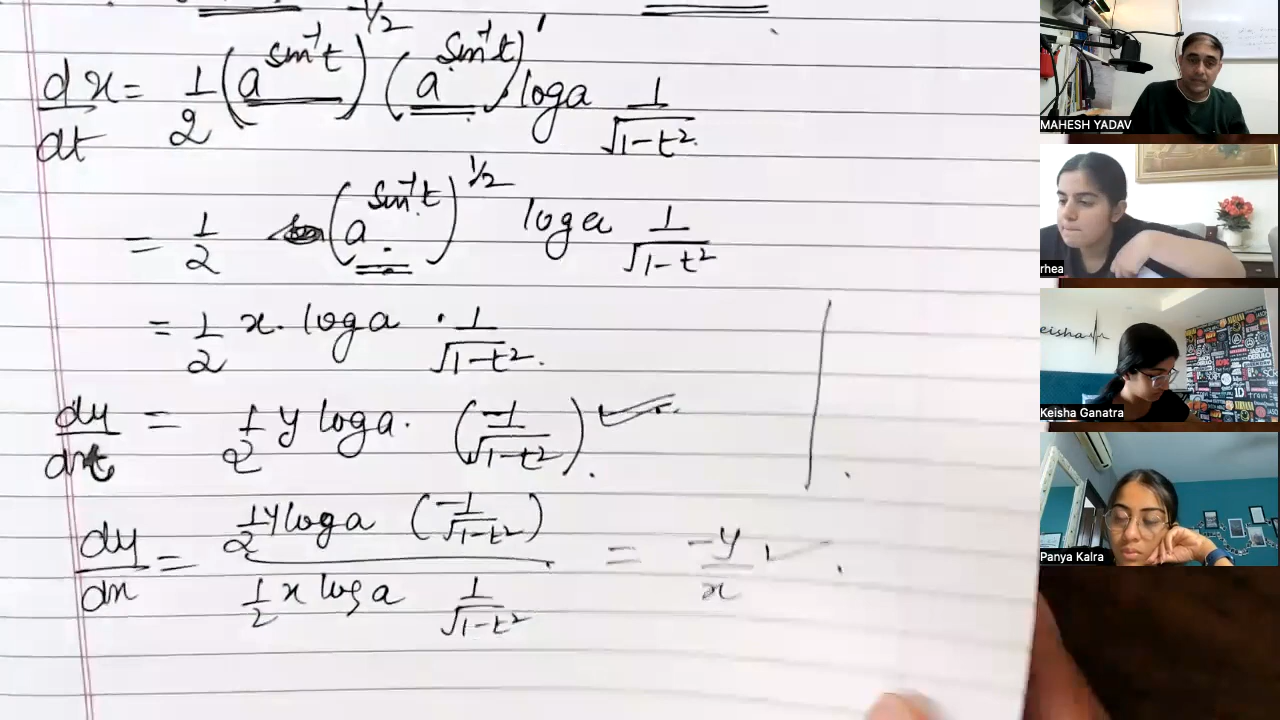 -1/2
dx/dt = 1/2 (a^sin⁻¹t)^-1/2 (a^sin⁻¹t)' log a 1/√1-t²
= 1/2 (a^sin⁻¹t)^1/2 log a 1/√1-t²
= 1/2 x. log a · 1/√1-t².
dy/dt = 1/2 y log a. (-1/√1-t²).
dy/dx = 1/2 y log a (-1/√1-t²) / 1/2 x log a 1/√1-t² = -y/x
MAHESH YADAV
rhea
eisha
Keisha Ganatra
Panya Kalra